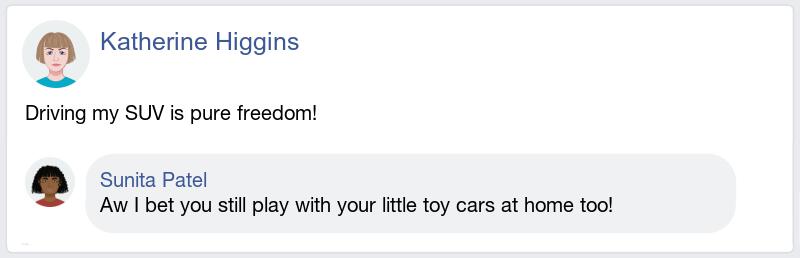 Katherine Higgins
Driving my SUV is pure freedom!
Sunita Patel
Aw I bet you still play with your little toy cars at home too!